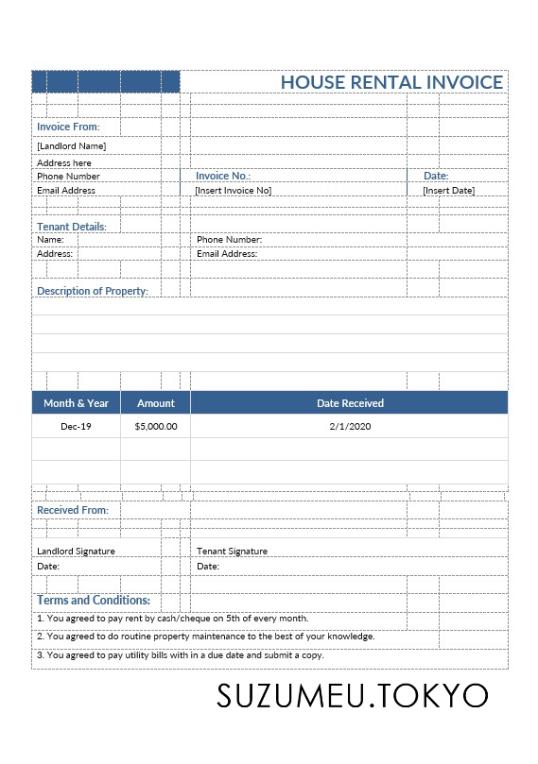 HOUSE RENTAL INVOICE
Invoice From:
[Landlord Name]
Address here
Phone Number Invoice No.: Date:
Email Address [Insert Invoice No] [Insert Date]
Tenant Details:
Name: Phone Number:
Address: Email Address:
Description of Property:
Month & Year Amount Date Received
Dec-19 $5,000.00 2/1/2020
Received From:
Landlord Signature Tenant Signature
Date: Date:
Terms and Conditions:
1. You agreed to pay rent by cash/cheque on 5th of every month.
2. You agreed to do routine property maintenance to the best of your knowledge.
3. You agreed to pay utility bills with in a due date and submit a copy.
SUZUMEU.TOKYO